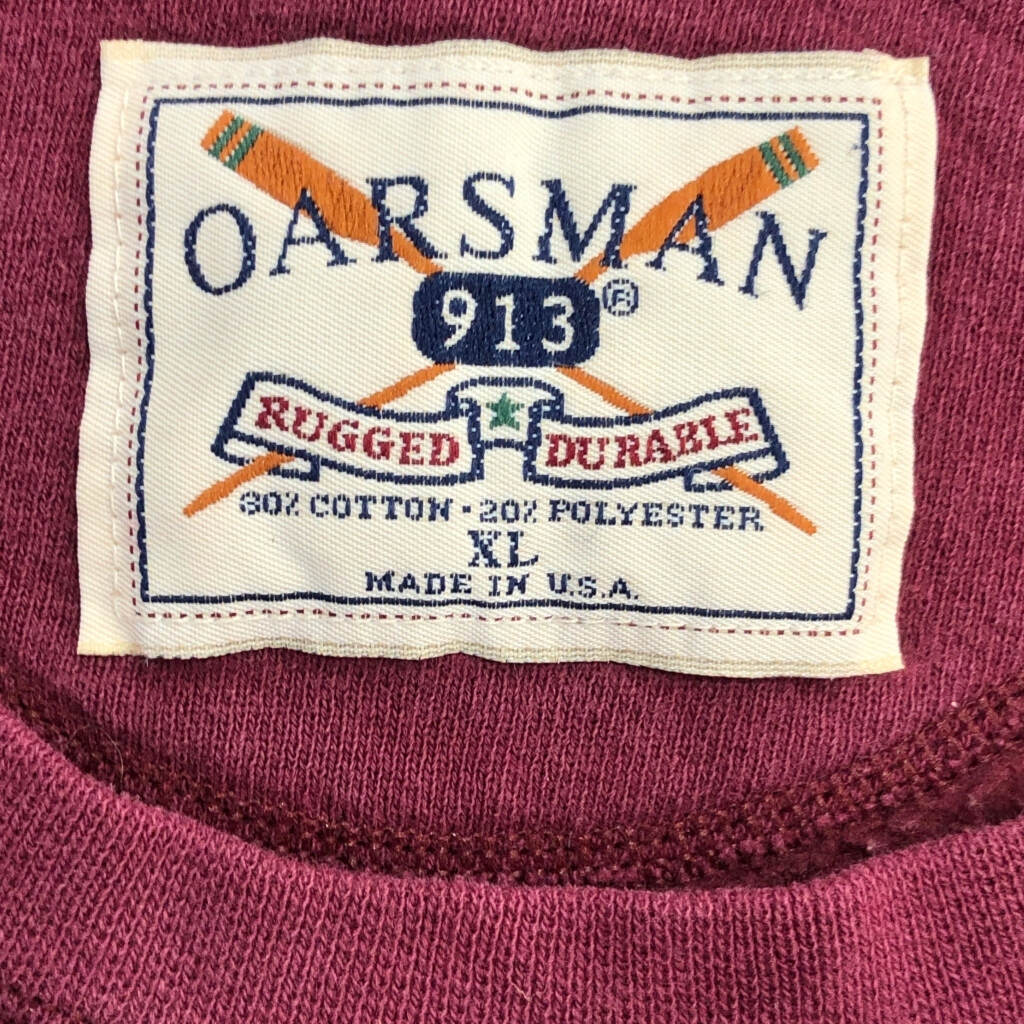 OARSMAN
913®
RUGGED DURABLE
80% COTTON · 20% POLYESTER
XL
MADE IN U.S.A.